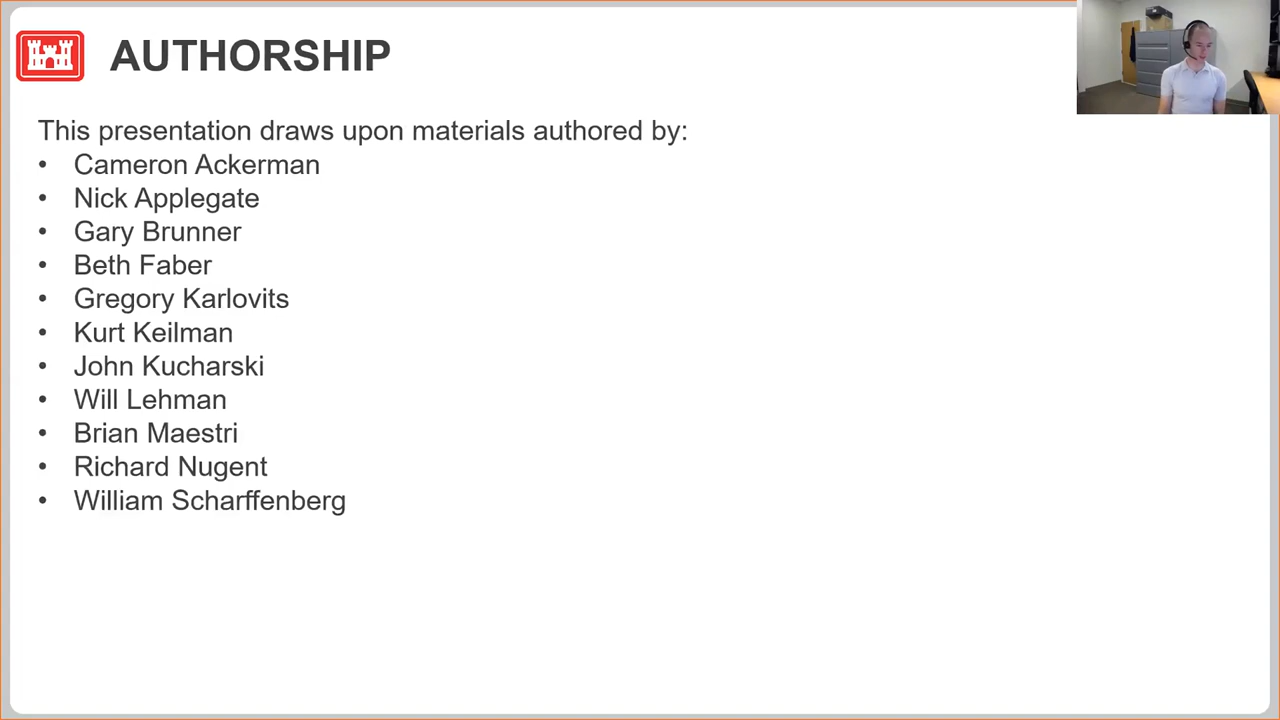 AUTHORSHIP
This presentation draws upon materials authored by:
• Cameron Ackerman
• Nick Applegate
• Gary Brunner
• Beth Faber
• Gregory Karlovits
• Kurt Keilman
• John Kucharski
• Will Lehman
• Brian Maestri
• Richard Nugent
• William Scharffenberg